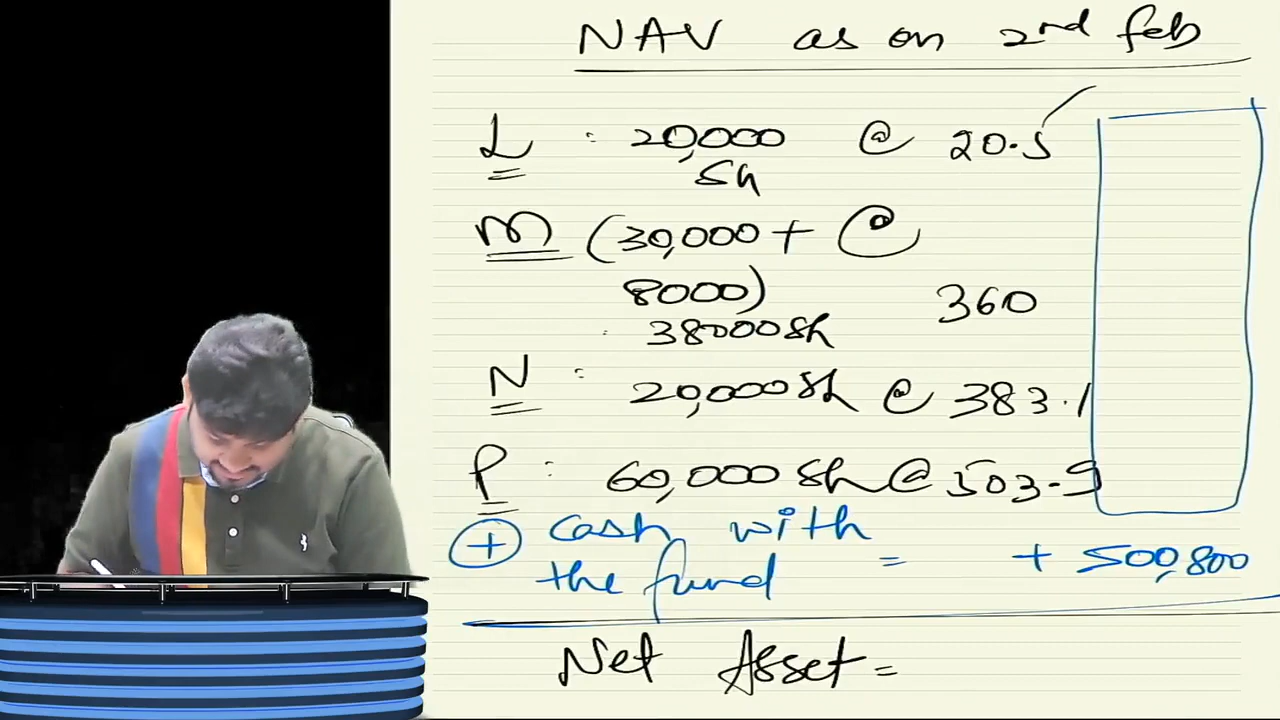 NAV as on 2nd feb
L : 20,000 @ 20.5
Sh
M (30,000 + @
8000) 360
: 38000 Sh
N : 20,000 Sh @ 383.1
P : 60,000 Sh @ 503.9
+ cash with
the fund = + 500,800
Net Asset =